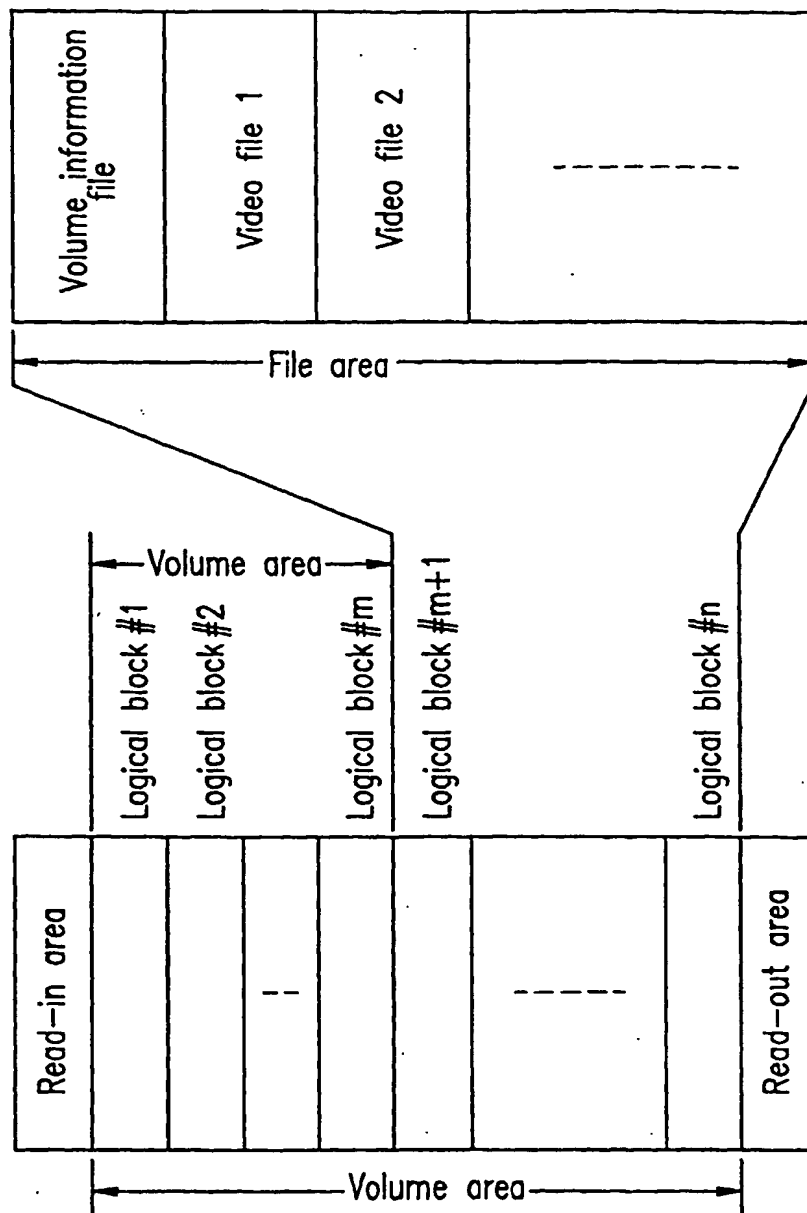 Volume area
Read-in area
Logical block #1
Logical block #2
Logical block #m
Logical block #m+1
Logical block #n
Read-out area
Volume area
File area
Volume information
file
Video file 1
Video file 2